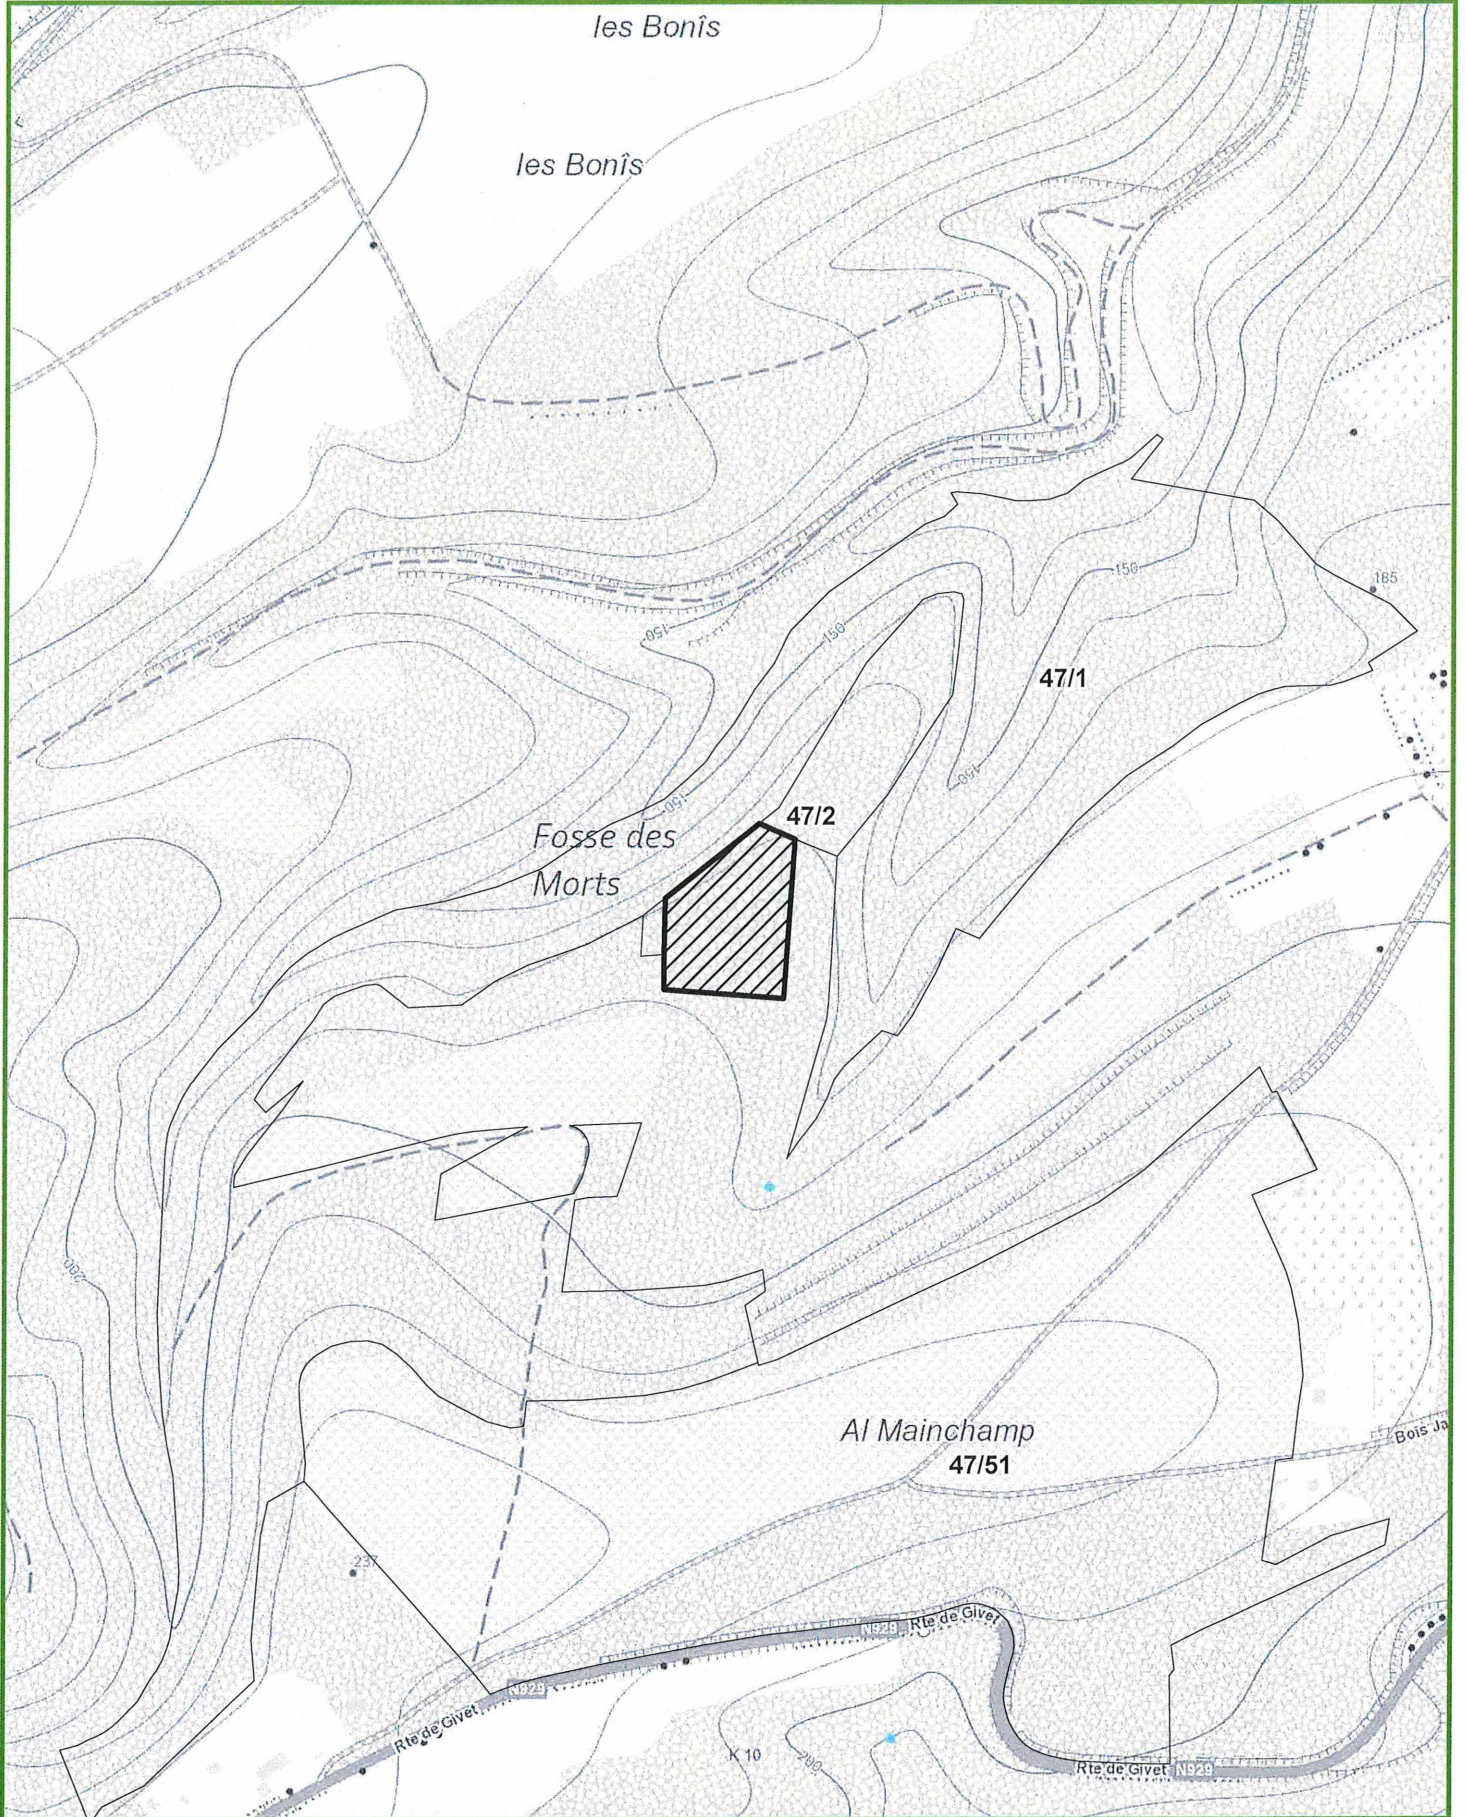 les Bonîs
les Bonîs
150
185
150
150
47/1
150
150
47/2
Fosse des
Morts
200
Al Mainchamp
47/51
Bois Ja
237
N929
Rte de Givet
N929
Rte de Givet
K 10
200
Rte de Givet
N929